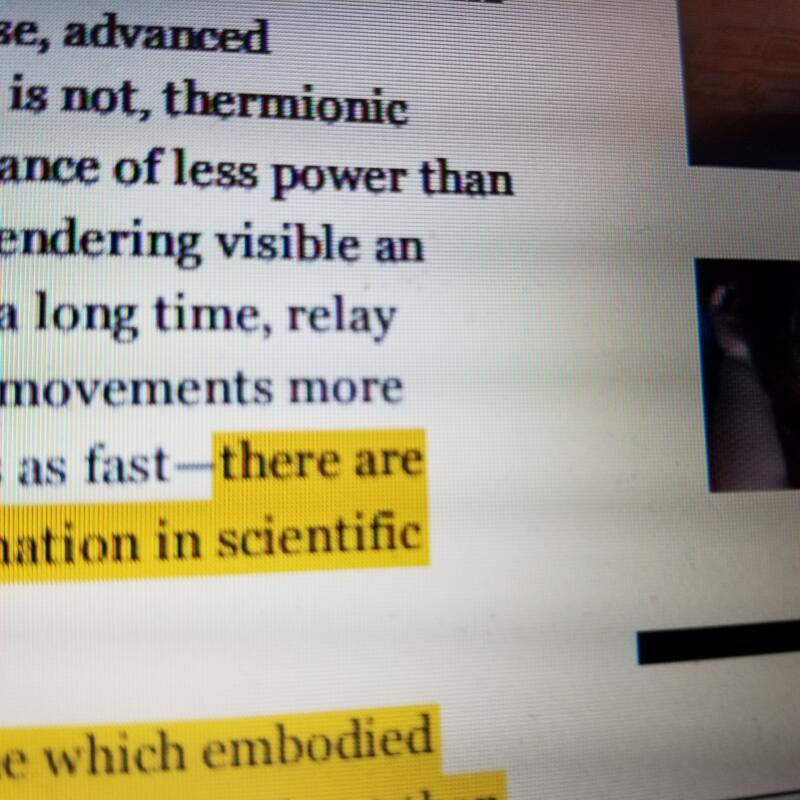 se, advanced
is not, thermionic
ance of less power than
endering visible an
a long time, relay
movements more
as fast—there are
nation in scientific
e which embodied
than